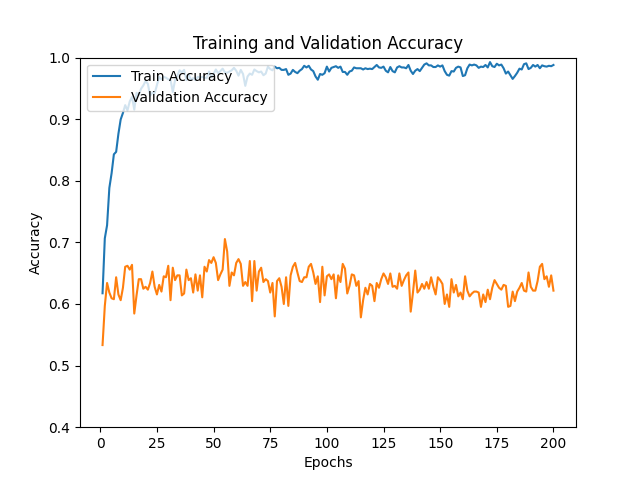 Training and Validation Accuracy
Train Accuracy
Validation Accuracy
1.0
0.9
0.8
0.7
0.6
0.5
0.4
Accuracy
0 25 50 75 100 125 150 175 200
Epochs